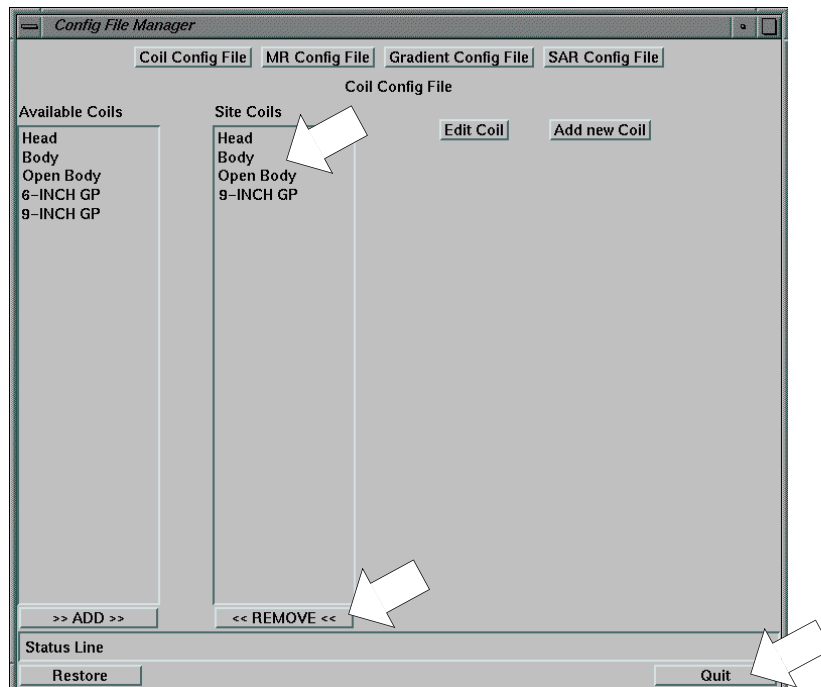 Config File Manager
Coil Config File MR Config File Gradient Config File SAR Config File
Coil Config File
Available Coils
Head
Body
Open Body
6-INCH GP
9-INCH GP
Site Coils
Head
Body
Open Body
9-INCH GP
Edit Coil Add new Coil
>> ADD >> << REMOVE <<
Status Line
Restore Quit